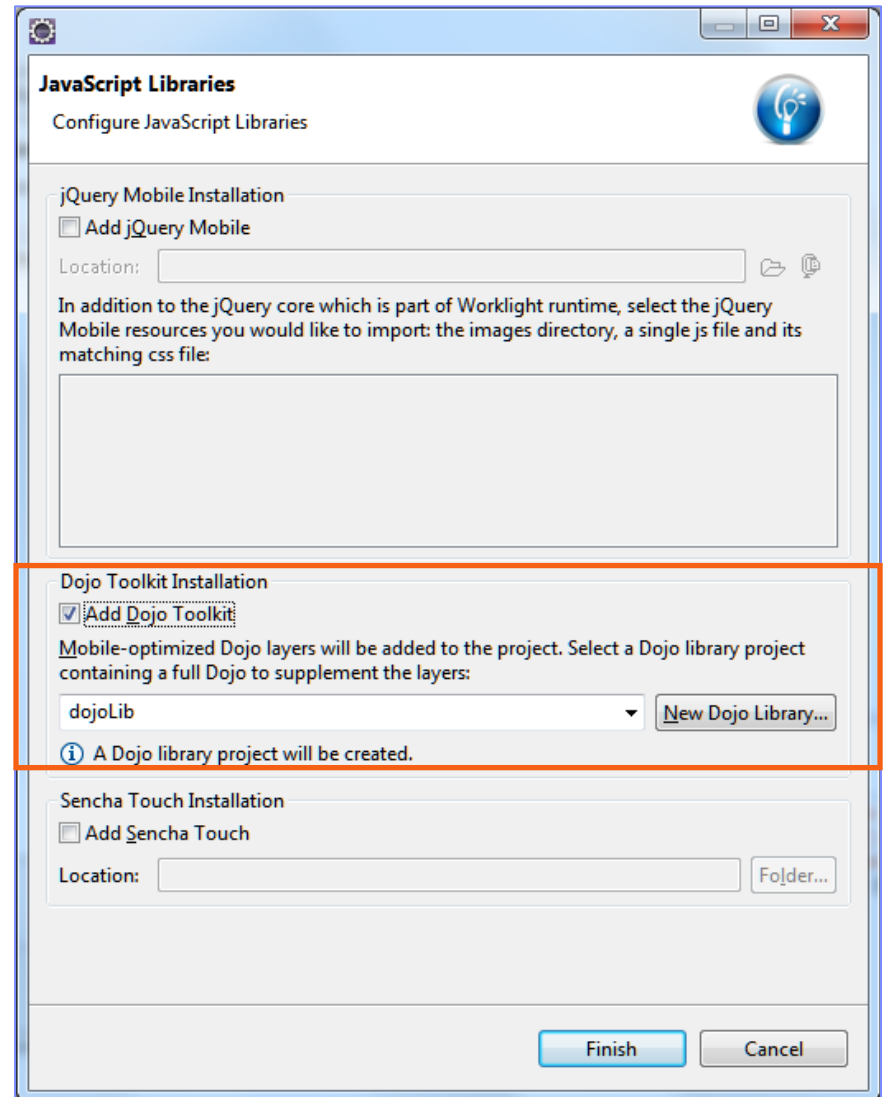 JavaScript Libraries
Configure JavaScript Libraries
jQuery Mobile Installation
Add jQuery Mobile
Location:
In addition to the jQuery core which is part of Worklight runtime, select the jQuery
Mobile resources you would like to import: the images directory, a single js file and its
matching css file:
Dojo Toolkit Installation
Add Dojo Toolkit
Mobile-optimized Dojo layers will be added to the project. Select a Dojo library project
containing a full Dojo to supplement the layers:
dojoLib
New Dojo Library...
A Dojo library project will be created.
Sencha Touch Installation
Add Sencha Touch
Location:
Folder...
Finish
Cancel